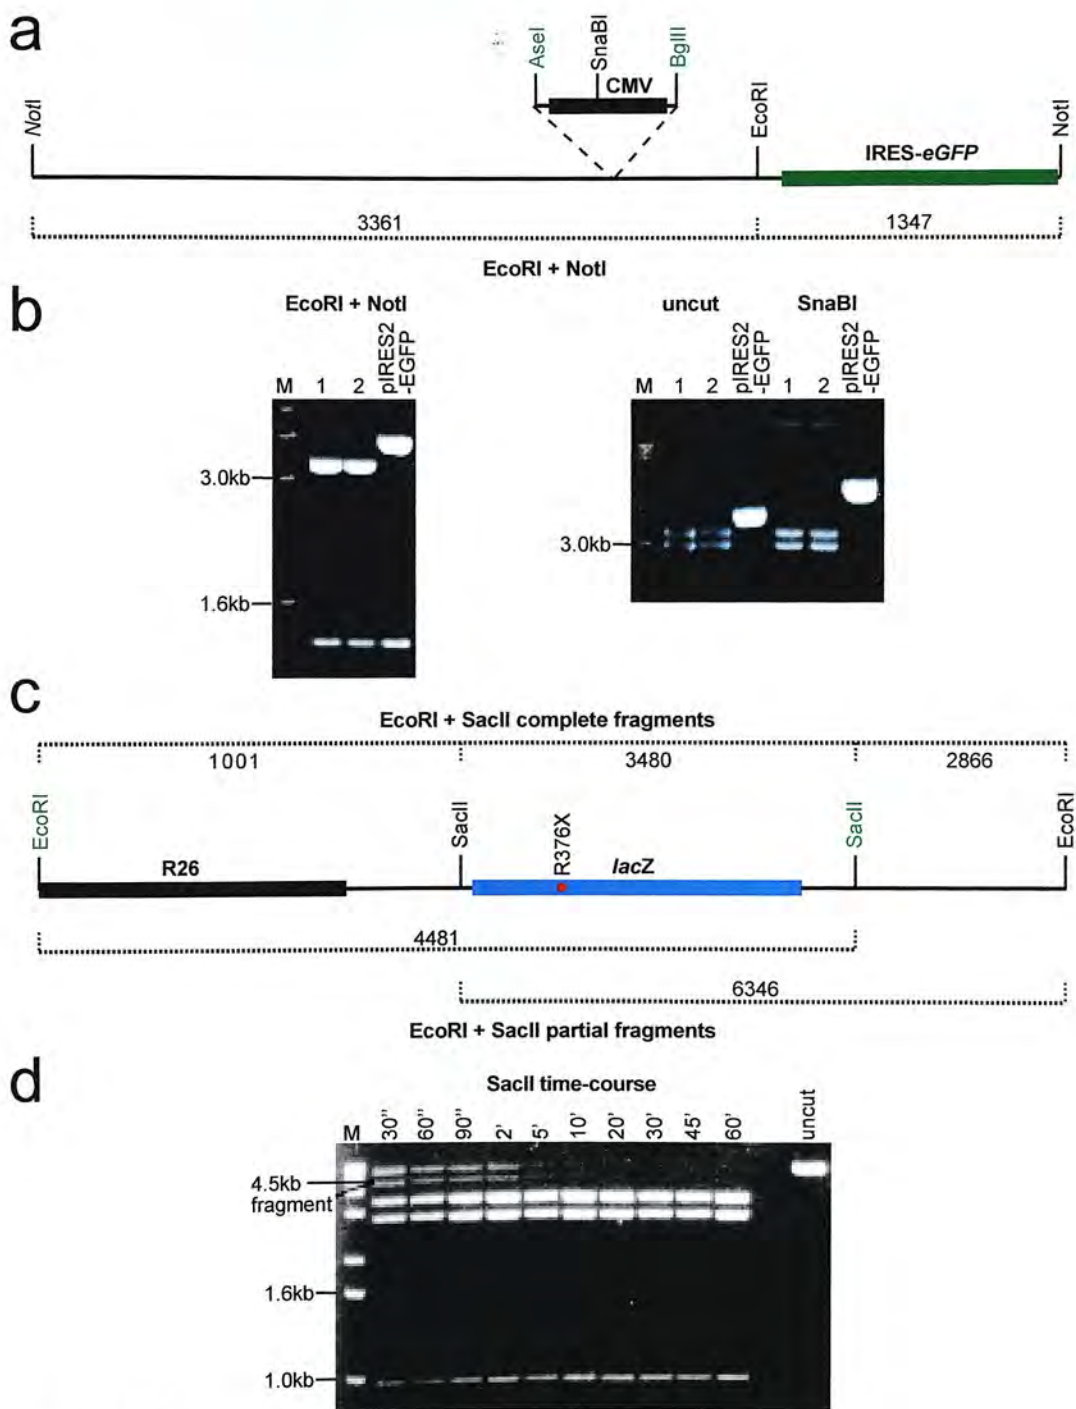 a
AseI
SnaBI
BglII
CMV
NotI
EcoRI
NotI
IRES-eGFP
3361
1347
EcoRI + NotI
b
EcoRI + NotI
uncut
SnaBI
M 1 2 pIRES2-EGFP
M 1 2 pIRES2-EGFP 1 2 pIRES2-EGFP
3.0kb
1.6kb
3.0kb
c
EcoRI + SacII complete fragments
1001
3480
2866
EcoRI
SacII
R376X
SacII
EcoRI
R26
lacZ
4481
6346
EcoRI + SacII partial fragments
d
SacII time-course
M 30" 60" 90" 2' 5' 10' 20' 30' 45' 60' uncut
4.5kb
fragment
1.6kb
1.0kb